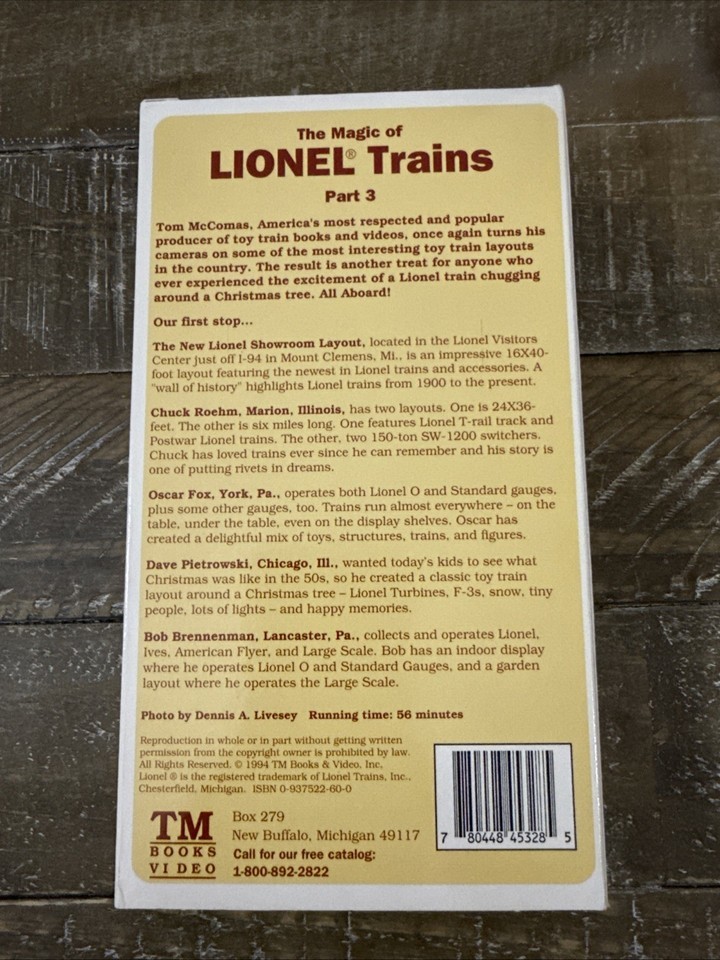 The Magic of
LIONEL® Trains
Part 3
Tom McComas, America's most respected and popular
producer of toy train books and videos, once again turns his
cameras on some of the most interesting toy train layouts
in the country. The result is another treat for anyone who
ever experienced the excitement of a Lionel train chugging
around a Christmas tree. All Aboard!
Our first stop...
The New Lionel Showroom Layout, located in the Lionel Visitors
Center just off I-94 in Mount Clemens, Mi., is an impressive 16X40-
foot layout featuring the newest in Lionel trains and accessories. A
"wall of history" highlights Lionel trains from 1900 to the present.
Chuck Roehm, Marion, Illinois, has two layouts. One is 24X36-
feet. The other is six miles long. One features Lionel T-rail track and
Postwar Lionel trains. The other, two 150-ton SW-1200 switchers.
Chuck has loved trains ever since he can remember and his story is
one of putting rivets in dreams.
Oscar Fox, York, Pa., operates both Lionel O and Standard gauges,
plus some other gauges, too. Trains run almost everywhere – on the
table, under the table, even on the display shelves. Oscar has
created a delightful mix of toys, structures, trains, and figures.
Dave Pietrowski, Chicago, Ill., wanted today's kids to see what
Christmas was like in the 50s, so he created a classic toy train
layout around a Christmas tree – Lionel Turbines, F-3s, snow, tiny
people, lots of lights – and happy memories.
Bob Brennenman, Lancaster, Pa., collects and operates Lionel,
Ives, American Flyer, and Large Scale. Bob has an indoor display
where he operates Lionel O and Standard Gauges, and a garden
layout where he operates the Large Scale.
Photo by Dennis A. Livesey Running time: 56 minutes
Reproduction in whole or in part without getting written
permission from the copyright owner is prohibited by law.
All Rights Reserved. © 1994 TM Books & Video, Inc.
Lionel ® is the registered trademark of Lionel Trains, Inc.,
Chesterfield, Michigan. ISBN 0-937522-60-0
TM
BOOKS
VIDEO
Box 279
New Buffalo, Michigan 49117
Call for our free catalog:
1-800-892-2822
7 80448 45328 5